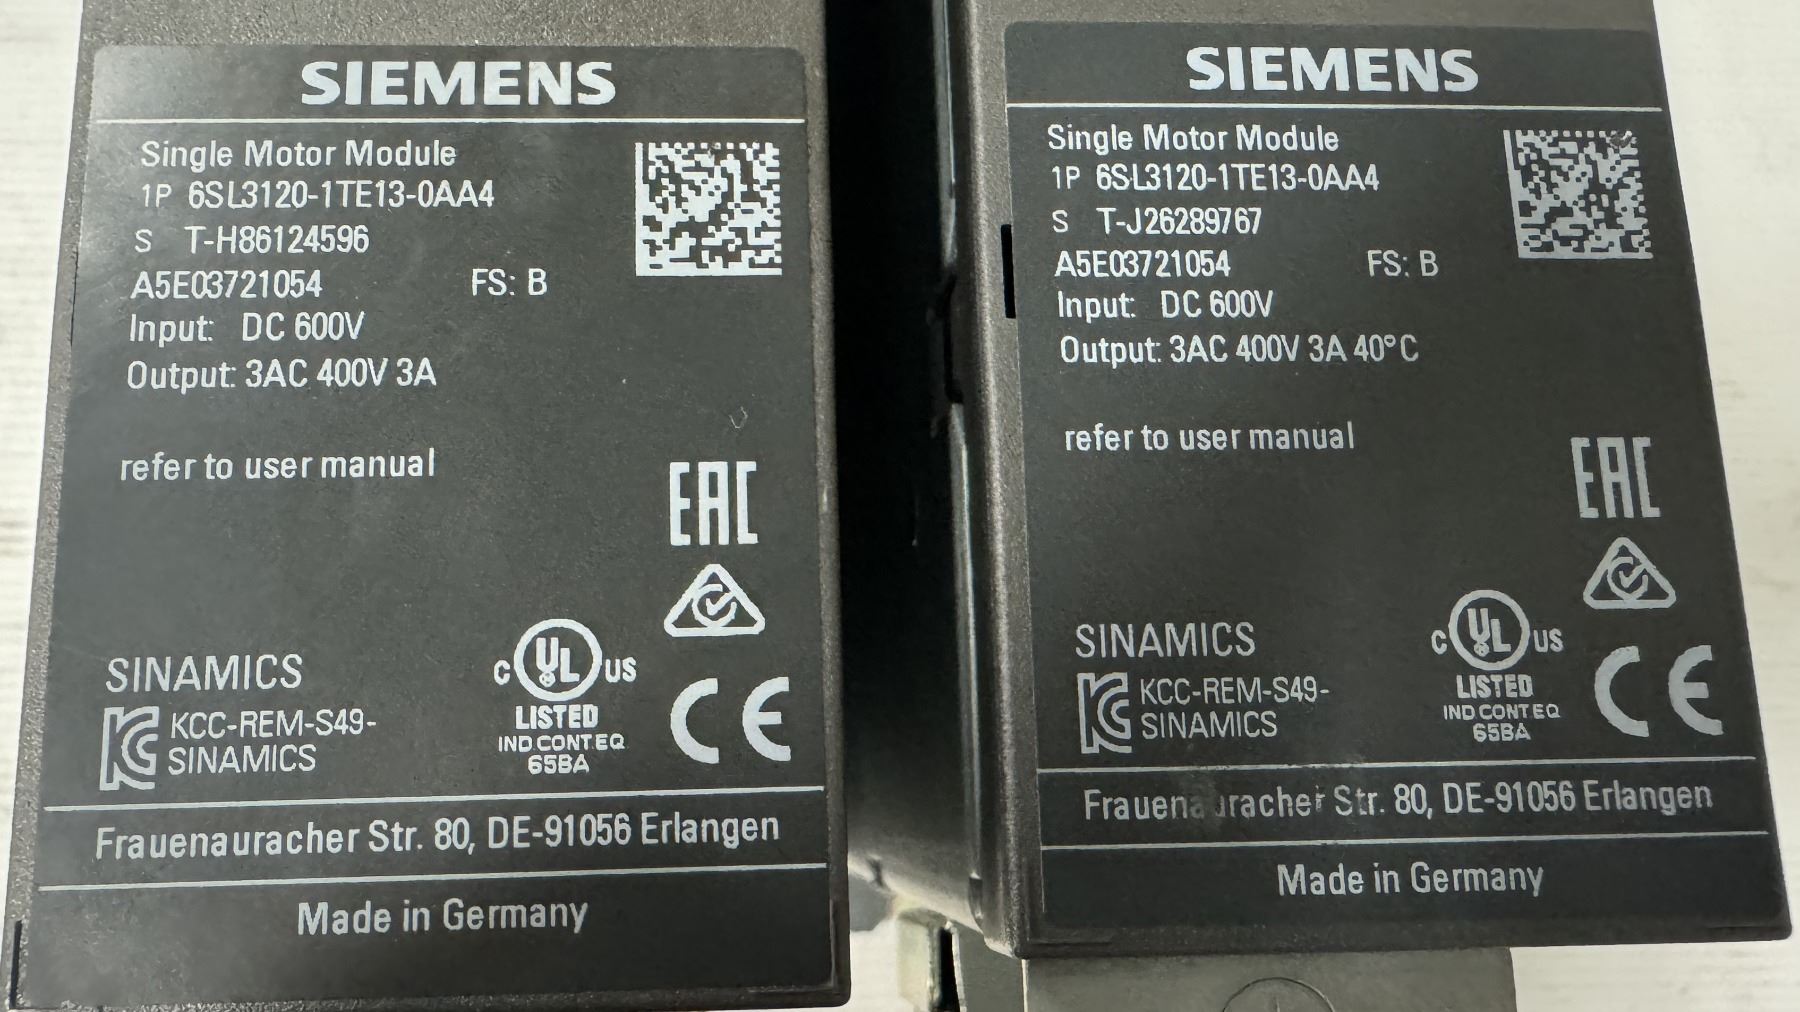 SIEMENS
Single Motor Module
1P 6SL3120-1TE13-0AA4
S T-H86124596
A5E03721054 FS: B
Input: DC 600V
Output: 3AC 400V 3A
refer to user manual
EAC
SINAMICS
KCC-REM-S49-
SINAMICS
c UL US
LISTED
IND.CONT.EQ
65BA
CE
Frauenauracher Str. 80, DE-91056 Erlangen
Made in Germany
SIEMENS
Single Motor Module
1P 6SL3120-1TE13-0AA4
S T-J26289767
A5E03721054 FS: B
Input: DC 600V
Output: 3AC 400V 3A 40°C
refer to user manual
EAC
SINAMICS
KCC-REM-S49-
SINAMICS
c UL US
LISTED
IND.CONT.EQ
65BA
CE
Frauenauracher Str. 80, DE-91056 Erlangen
Made in Germany